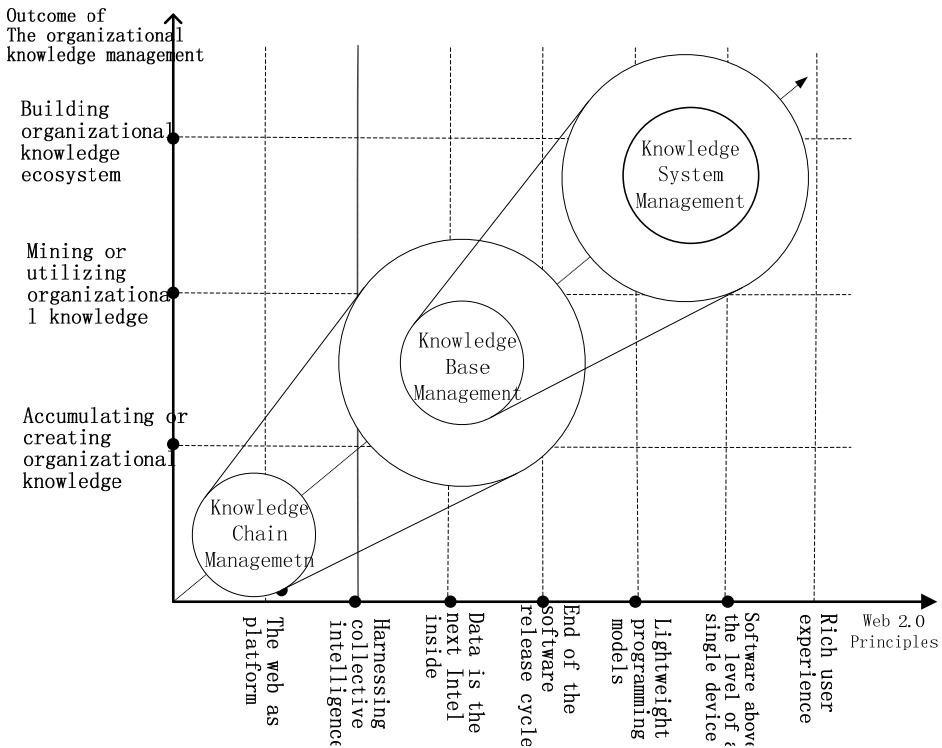 Outcome of
The organizational
knowledge management
Building
organizational
knowledge
ecosystem
Mining or
utilizing
organizationa
l knowledge
Accumulating or
creating
organizational
knowledge
Knowledge
System
Management
Knowledge
Base
Management
Knowledge
Chain
Managemetn
The web as
platform
Harnessing
collective
intelligence
Data is the
next Intel
inside
End of the
software
release cycle
Lightweight
programming
models
Software above
the level of a
single device
Rich user
experience
Web 2.0
Principles